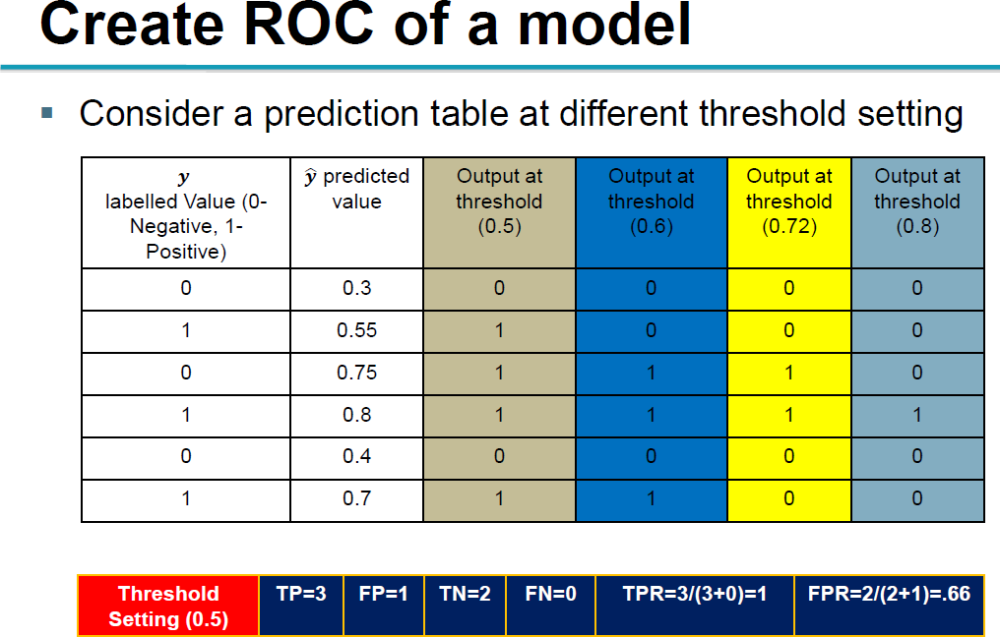 Create ROC of a model
▪ Consider a prediction table at different threshold setting
y
labelled Value (0-
Negative, 1-
Positive)
ŷ predicted
value
Output at
threshold
(0.5)
Output at
threshold
(0.6)
Output at
threshold
(0.72)
Output at
threshold
(0.8)
0 0.3 0 0 0 0
1 0.55 1 0 0 0
0 0.75 1 1 1 0
1 0.8 1 1 1 1
0 0.4 0 0 0 0
1 0.7 1 1 0 0
Threshold
Setting (0.5)
TP=3 FP=1 TN=2 FN=0 TPR=3/(3+0)=1 FPR=2/(2+1)=.66